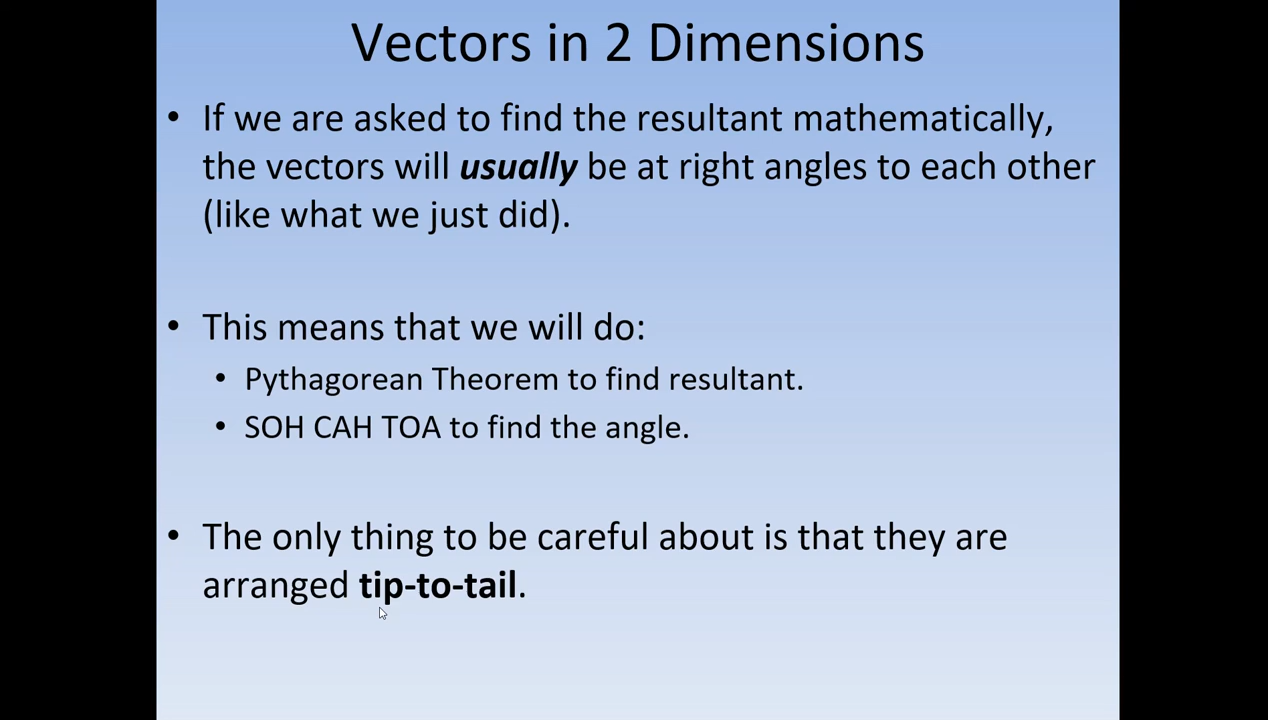 Vectors in 2 Dimensions
• If we are asked to find the resultant mathematically,
the vectors will usually be at right angles to each other
(like what we just did).
• This means that we will do:
• Pythagorean Theorem to find resultant.
• SOH CAH TOA to find the angle.
• The only thing to be careful about is that they are
arranged tip-to-tail.